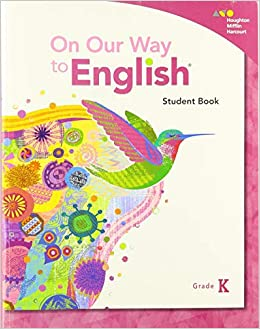 Houghton
Mifflin
Harcourt
On Our Way
to English®
Student Book
Grade K